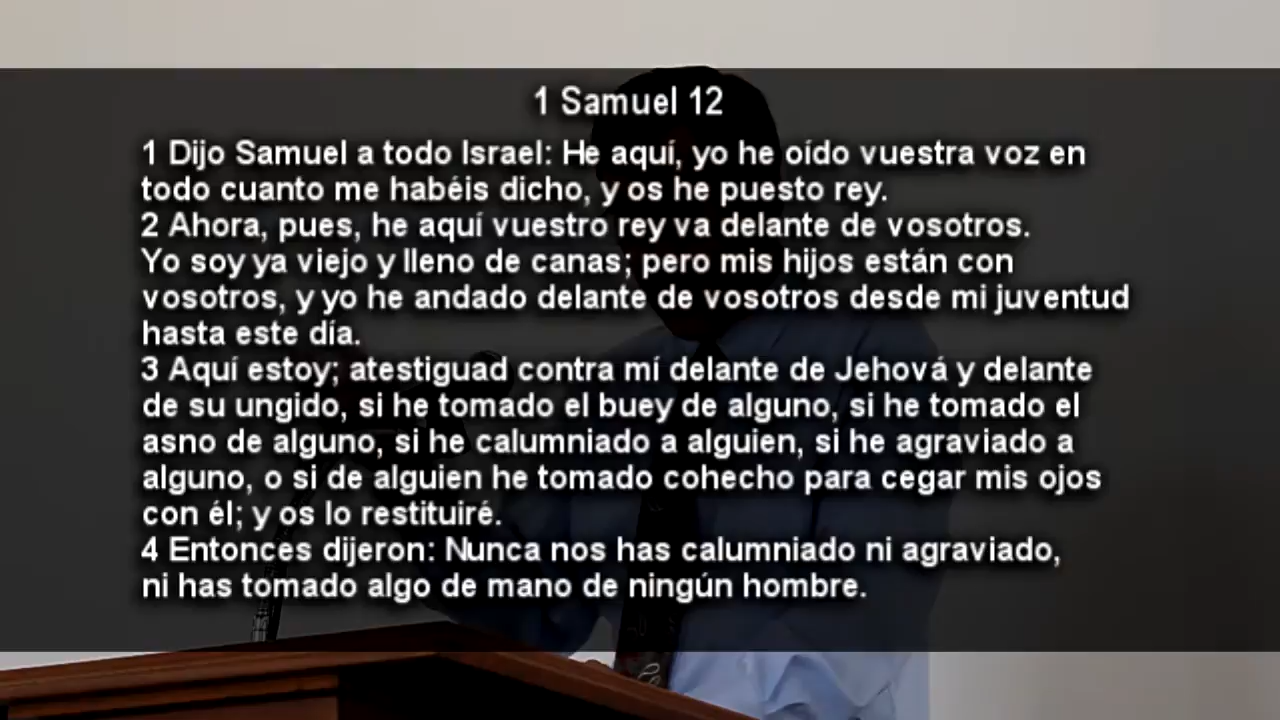 1 Samuel 12
1 Dijo Samuel a todo Israel: He aquí, yo he oído vuestra voz en
todo cuanto me habéis dicho, y os he puesto rey.
2 Ahora, pues, he aquí vuestro rey va delante de vosotros.
Yo soy ya viejo y lleno de canas; pero mis hijos están con
vosotros, y yo he andado delante de vosotros desde mi juventud
hasta este día.
3 Aquí estoy; atestiguad contra mí delante de Jehová y delante
de su ungido, si he tomado el buey de alguno, si he tomado el
asno de alguno, si he calumniado a alguien, si he agraviado a
alguno, o si de alguien he tomado cohecho para cegar mis ojos
con él; y os lo restituiré.
4 Entonces dijeron: Nunca nos has calumniado ni agraviado,
ni has tomado algo de mano de ningún hombre.